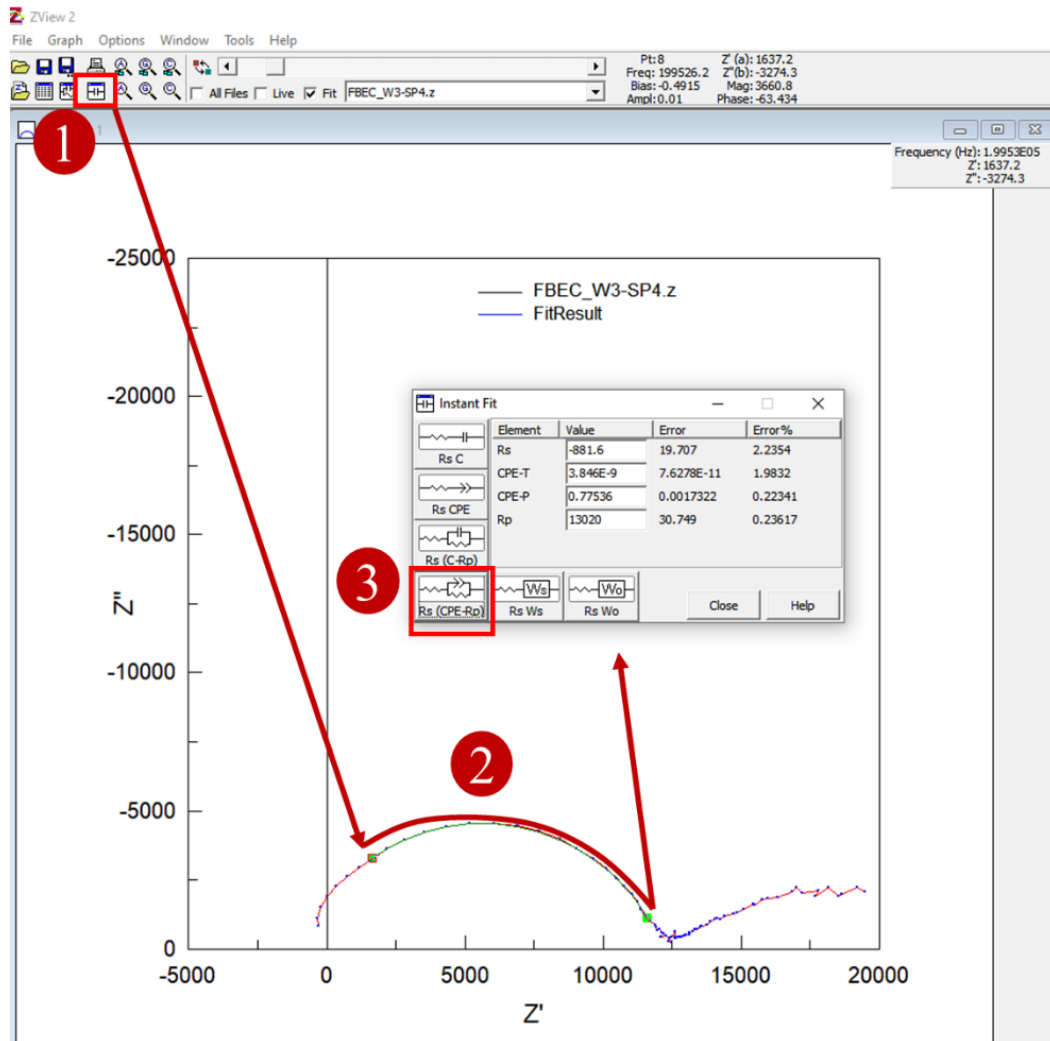 ZView 2
File Graph Options Window Tools Help
Pt:8 Z' (a): 1637.2
Freq: 199526.2 Z"(b):-3274.3
Bias:-0.4915 Mag:3660.8
Ampl:0.01 Phase:-63.434
All Files Live Fit FBEC_W3-SP4.z
1
1
Frequency (Hz): 1.9953E05
Z': 1637.2
Z":-3274.3
-25000
FBEC_W3-SP4.z
FitResult
-20000
Instant Fit
Element Value Error Error%
Rs -881.6 19.707 2.2354
Rs C
CPE-T 3.846E-9 7.6278E-11 1.9832
CPE-P 0.77536 0.0017322 0.22341
Rs CPE
Rp 13020 30.749 0.23617
-15000
Rs (C-Rp)
3
Ws Wo
Rs (CPE-Rp) Rs Ws Rs Wo Close Help
Z"
-10000
2
-5000
0
-5000 0 5000 10000 15000 20000
Z'